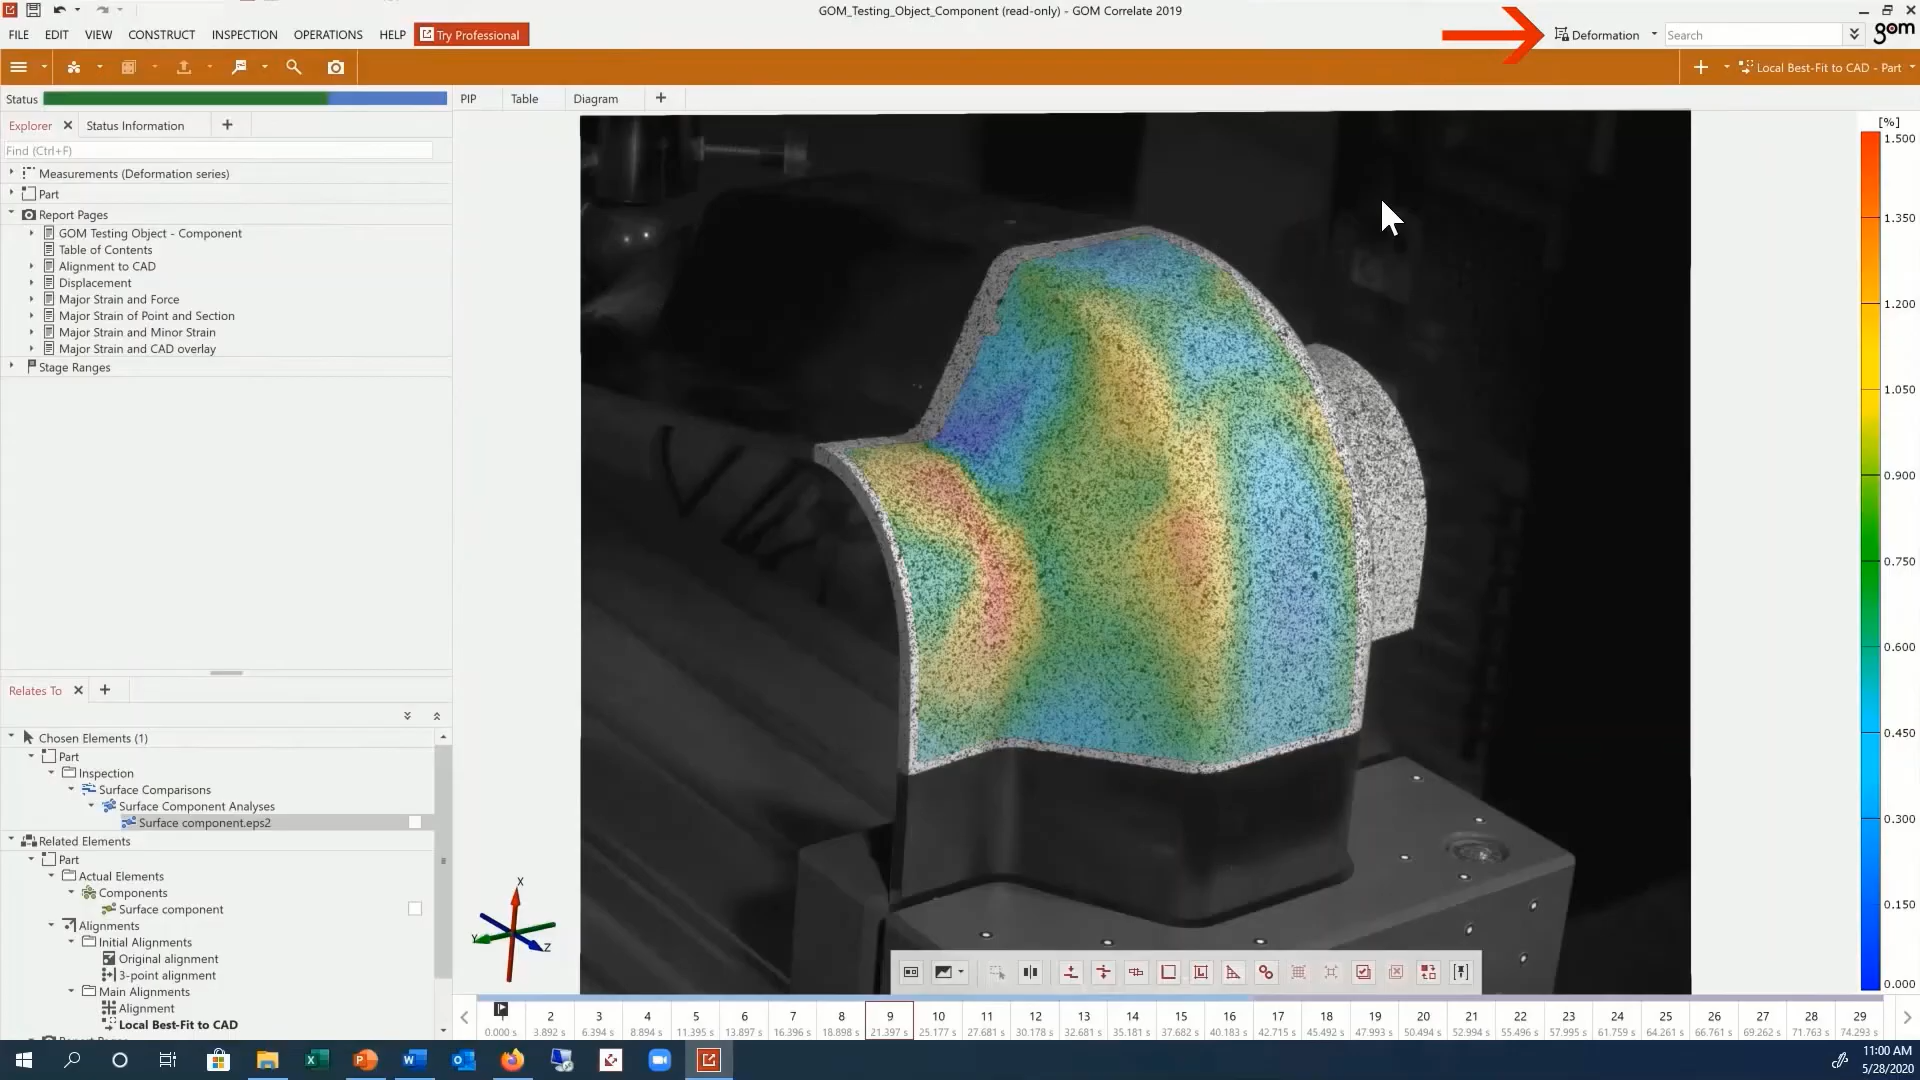 GOM_Testing_Object_Component (read-only) - GOM Correlate 2019
FILE EDIT VIEW CONSTRUCT INSPECTION OPERATIONS HELP Try Professional
Deformation Search gom
Local Best-Fit to CAD - Part
Status
PIP Table Diagram
Explorer Status Information
Find (Ctrl+F)
Measurements (Deformation series)
Part
Report Pages
GOM Testing Object - Component
Table of Contents
Alignment to CAD
Displacement
Major Strain and Force
Major Strain of Point and Section
Major Strain and Minor Strain
Major Strain and CAD overlay
Stage Ranges
Relates To
Chosen Elements (1)
Part
Inspection
Surface Comparisons
Surface Component Analyses
Surface component.eps2
Related Elements
Part
Actual Elements
Components
Surface component
Alignments
Initial Alignments
Original alignment
3-point alignment
Main Alignments
Alignment
Local Best-Fit to CAD
X
Y
Z
[%]
1.500
1.350
1.200
1.050
0.900
0.750
0.600
0.450
0.300
0.150
0.000
2 3 4 5 6 7 8 9 10 11 12 13 14 15 16 17 18 19 20 21 22 23 24 25 26 27 28 29
0.000 s 3.892 s 6.394 s 8.894 s 11.395 s 13.897 s 16.396 s 18.898 s 21.397 s 25.177 s 27.681 s 30.178 s 32.681 s 35.181 s 37.682 s 40.183 s 42.715 s 45.492 s 47.993 s 50.494 s 52.994 s 55.496 s 57.995 s 61.759 s 64.261 s 66.761 s 69.262 s 71.763 s 74.293 s
11:00 AM
5/28/2020